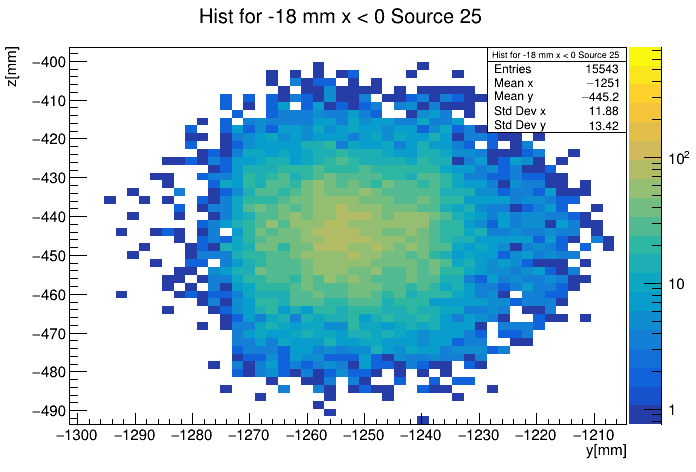 Hist for -18 mm x < 0 Source 25
z[mm]
Hist for -18 mm x < 0 Source 25
Entries 15543
Mean x −1251
Mean y −445.2
Std Dev x 11.88
Std Dev y 13.42
−400
−410
−420
−430
−440
−450
−460
−470
−480
−490
−1300 −1290 −1280 −1270 −1260 −1250 −1240 −1230 −1220 −1210
y[mm]
10²
10
1